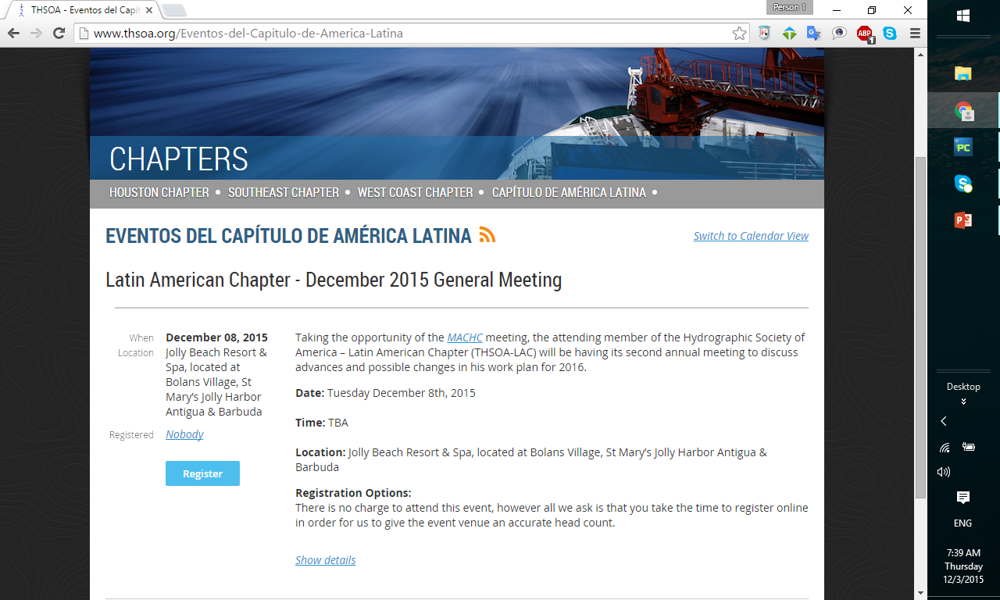 THSOA - Eventos del Capít
Person 1
www.thsoa.org/Eventos-del-Capitulo-de-America-Latina
ABP
1
CHAPTERS
HOUSTON CHAPTER • SOUTHEAST CHAPTER • WEST COAST CHAPTER • CAPÍTULO DE AMÉRICA LATINA •
EVENTOS DEL CAPÍTULO DE AMÉRICA LATINA
Switch to Calendar View
Latin American Chapter - December 2015 General Meeting
When
December 08, 2015
Location
Jolly Beach Resort &
Spa, located at
Bolans Village, St
Mary's Jolly Harbor
Antigua & Barbuda
Registered
Nobody
Register
Taking the opportunity of the MACHC meeting, the attending member of the Hydrographic Society of
America – Latin American Chapter (THSOA-LAC) will be having its second annual meeting to discuss
advances and possible changes in his work plan for 2016.
Date: Tuesday December 8th, 2015
Time: TBA
Location: Jolly Beach Resort & Spa, located at Bolans Village, St Mary's Jolly Harbor Antigua &
Barbuda
Registration Options:
There is no charge to attend this event, however all we ask is that you take the time to register online
in order for us to give the event venue an accurate head count.
Show details
PC
Desktop
ENG
7:39 AM
Thursday
12/3/2015